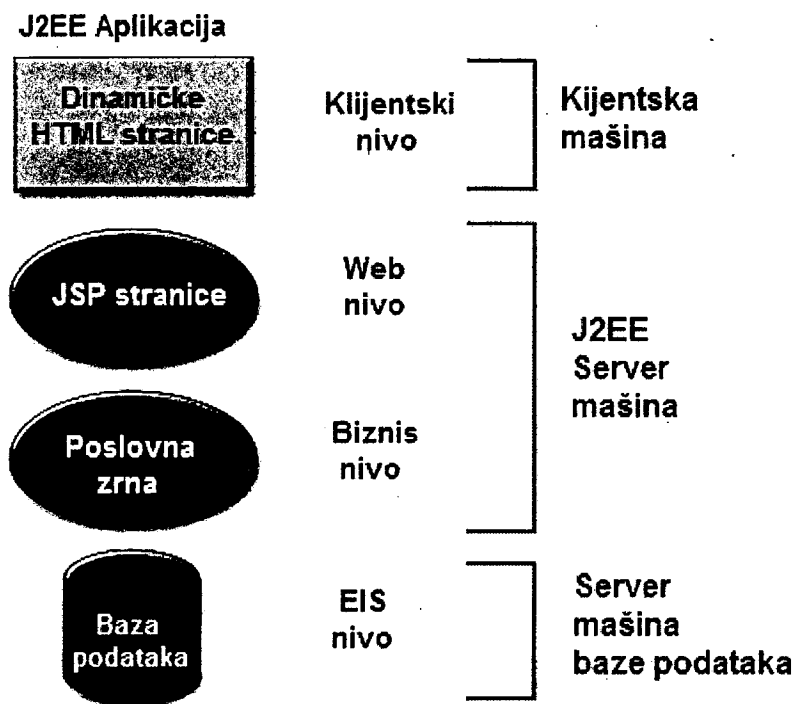 J2EE Aplikacija
Dinamičke
HTML stranice
Klijentski
nivo
Kijentska
mašina
JSP stranice
Web
nivo
J2EE
Server
mašina
Poslovna
zrna
Biznis
nivo
Baza
podataka
EIS
nivo
Server
mašina
baze podataka